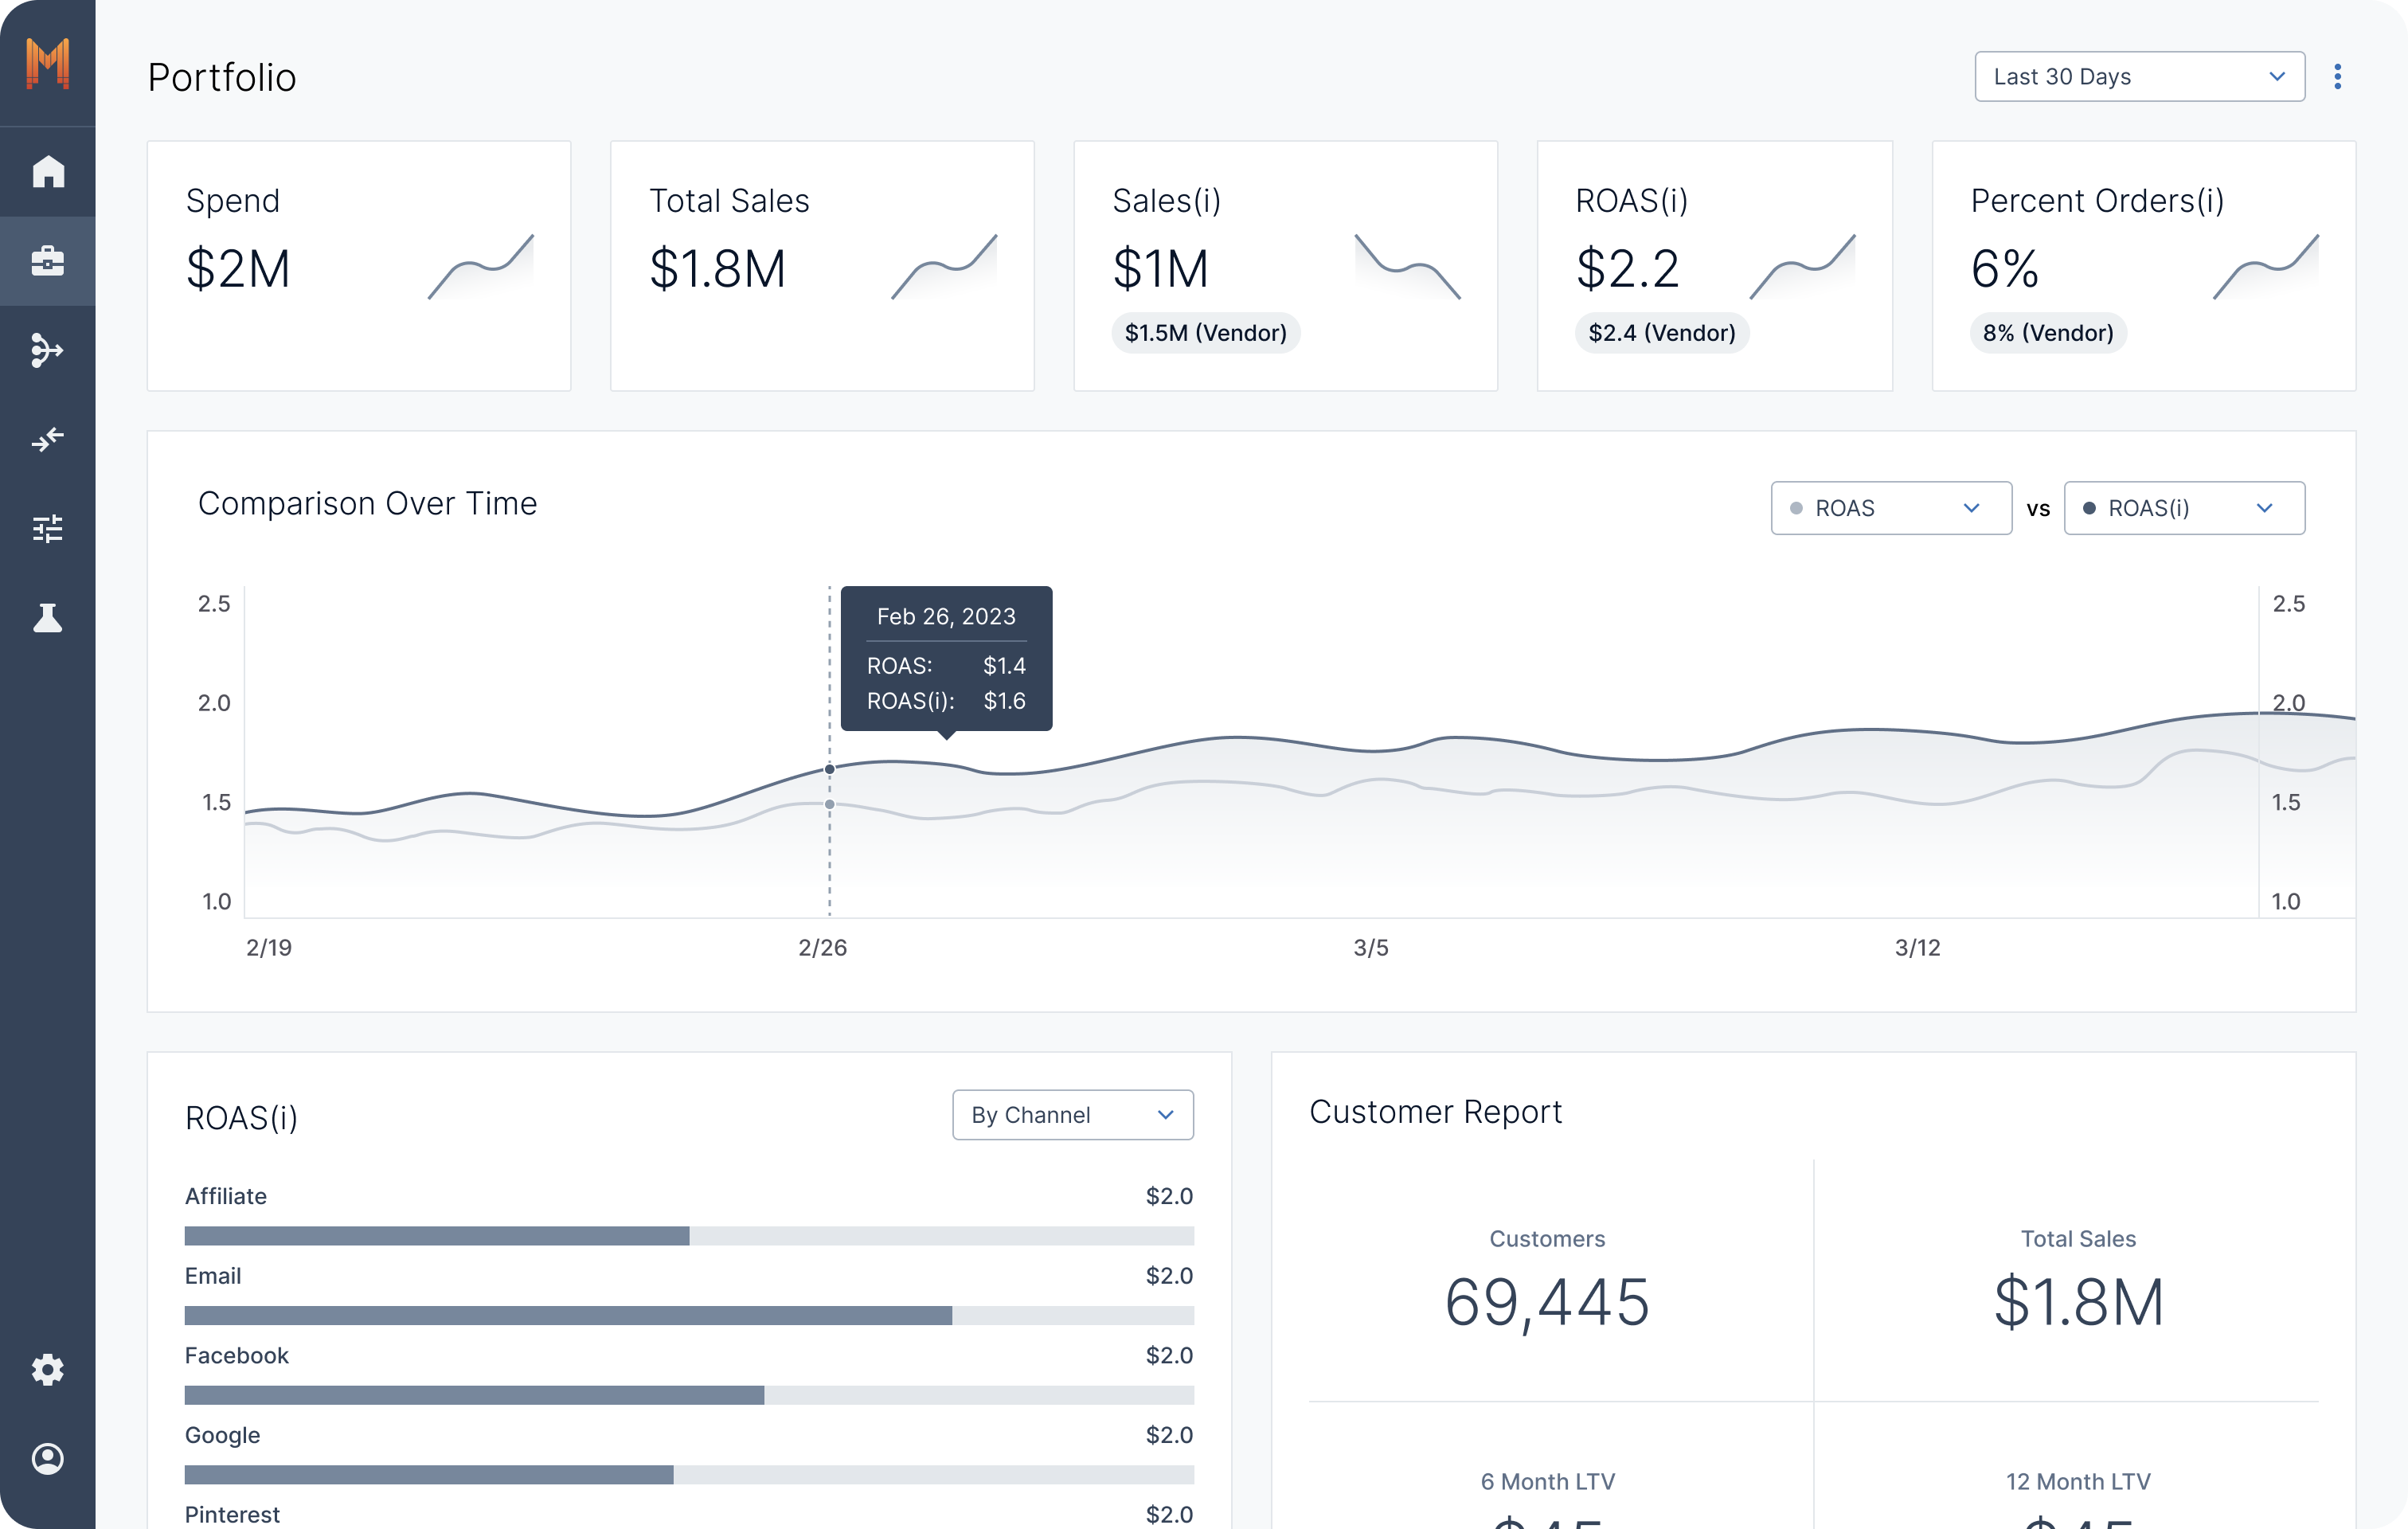 Portfolio
Last 30 Days
Spend
$2M
Total Sales
$1.8M
Sales(i)
$1M
$1.5M (Vendor)
ROAS(i)
$2.2
$2.4 (Vendor)
Percent Orders(i)
6%
8% (Vendor)
Comparison Over Time
ROAS vs ROAS(i)
2.5
2.0
1.5
1.0
Feb 26, 2023
ROAS: $1.4
ROAS(i): $1.6
2.5
2.0
1.5
1.0
2/19 2/26 3/5 3/12
ROAS(i)
By Channel
Affiliate $2.0
Email $2.0
Facebook $2.0
Google $2.0
Pinterest $2.0
Customer Report
Customers
69,445
Total Sales
$1.8M
6 Month LTV
12 Month LTV